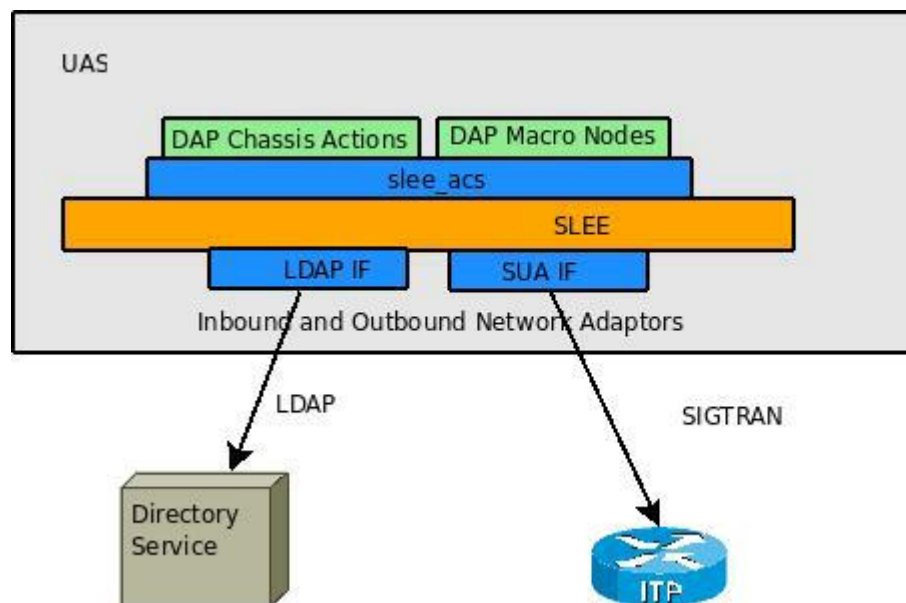 UAS
DAP Chassis Actions
DAP Macro Nodes
slee_acs
SLEE
LDAP IF
SUA IF
Inbound and Outbound Network Adaptors
LDAP
SIGTRAN
Directory
Service
ITP